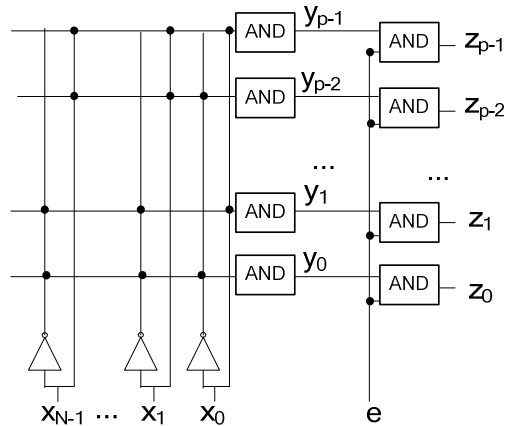 AND y_{p-1} AND z_{p-1}
AND y_{p-2} AND z_{p-2}
... ...
AND y_1 AND z_1
AND y_0 AND z_0
x_{N-1} ... x_1 x_0 e